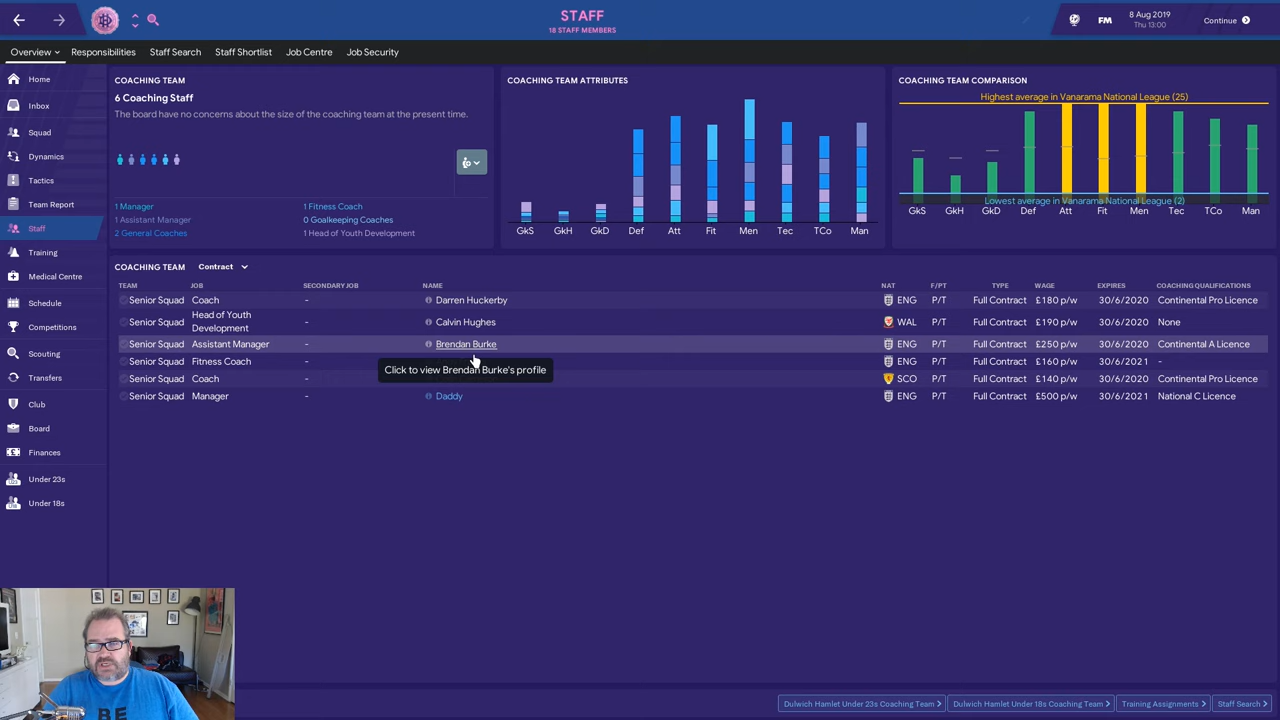 STAFF
18 STAFF MEMBERS
FM
8 Aug 2019
Thu 13:00
Continue
Overview
Responsibilities
Staff Search
Staff Shortlist
Job Centre
Job Security
Home
Inbox
Squad
Dynamics
Tactics
Team Report
Staff
Training
Medical Centre
Schedule
Competitions
Scouting
Transfers
Club
Board
Finances
Under 23s
Under 18s
COACHING TEAM
6 Coaching Staff
The board have no concerns about the size of the coaching team at the present time.
1 Manager
1 Fitness Coach
1 Assistant Manager
0 Goalkeeping Coaches
2 General Coaches
1 Head of Youth Development
COACHING TEAM ATTRIBUTES
GkS GkH GkD Def Att Fit Men Tec TCo Man
COACHING TEAM COMPARISON
Highest average in Vanarama National League (25)
Lowest average in Vanarama National League (2)
GkS GkH GkD Def Att Fit Men Tec TCo Man
COACHING TEAM Contract
TEAM JOB SECONDARY JOB NAME NAT F/PT TYPE WAGE EXPIRES COACHING QUALIFICATIONS
Senior Squad Coach - Darren Huckerby ENG P/T Full Contract £180 p/w 30/6/2020 Continental Pro Licence
Senior Squad Head of Youth Development - Calvin Hughes WAL P/T Full Contract £190 p/w 30/6/2020 None
Senior Squad Assistant Manager - Brendan Burke ENG P/T Full Contract £250 p/w 30/6/2020 Continental A Licence
Senior Squad Fitness Coach - ENG P/T Full Contract £160 p/w 30/6/2021 -
Click to view Brendan Burke's profile
Senior Squad Coach - SCO P/T Full Contract £140 p/w 30/6/2020 Continental Pro Licence
Senior Squad Manager - Daddy ENG P/T Full Contract £500 p/w 30/6/2021 National C Licence
BE
Dulwich Hamlet Under 23s Coaching Team
Dulwich Hamlet Under 18s Coaching Team
Training Assignments
Staff Search